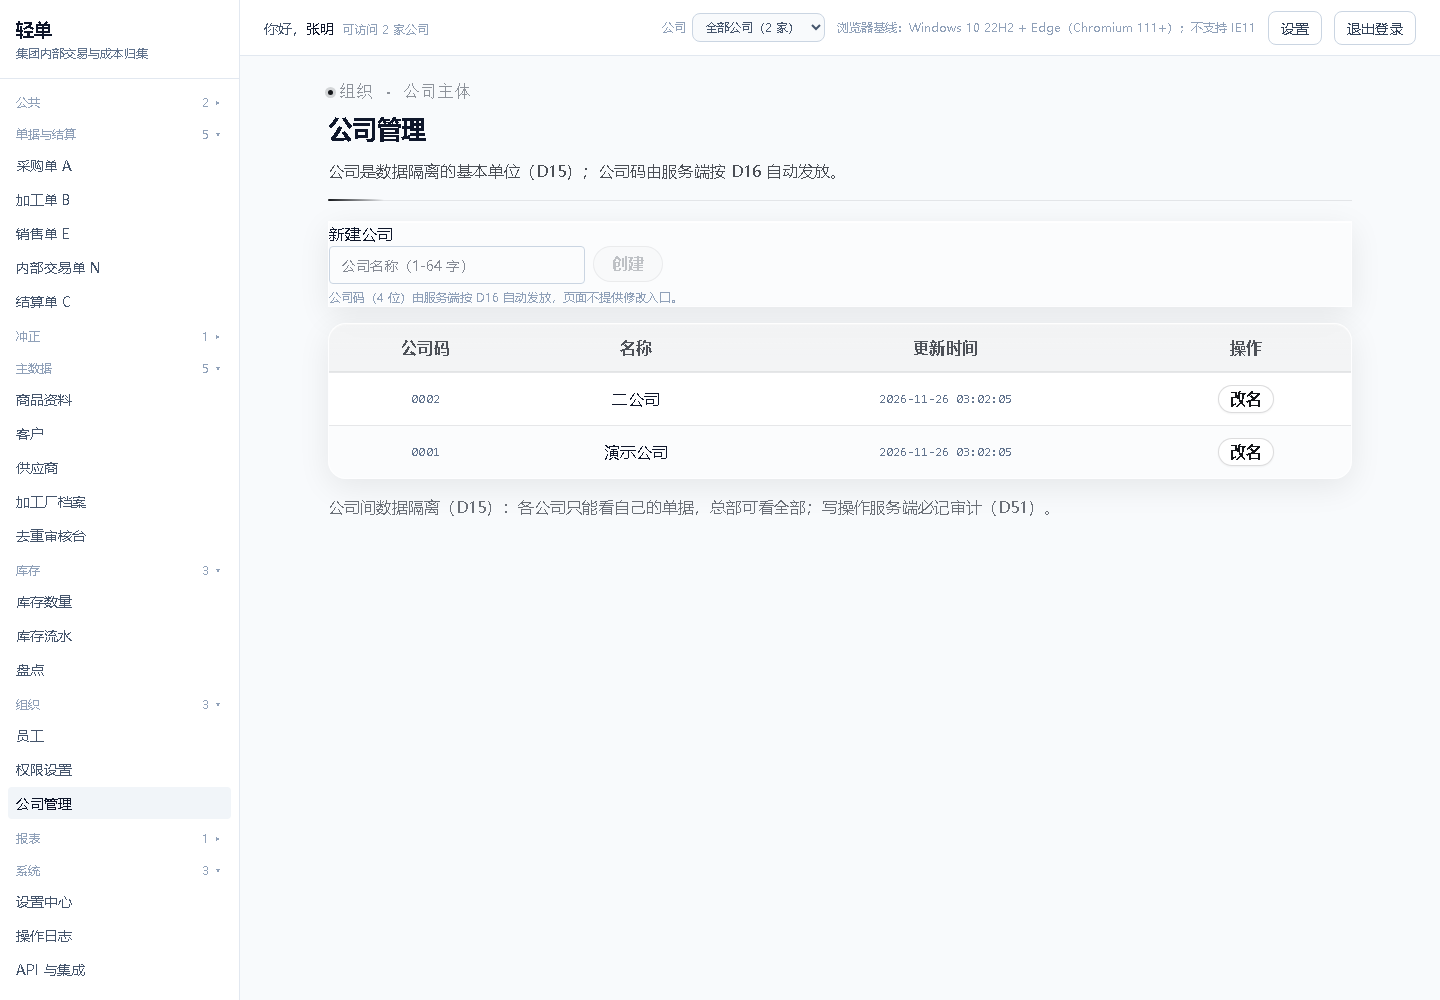 轻单
集团内部交易与成本归集
公共 2
单据与结算 5
采购单 A
加工单 B
销售单 E
内部交易单 N
结算单 C
冲正 1
主数据 5
商品资料
客户
供应商
加工厂档案
去重审核台
库存 3
库存数量
库存流水
盘点
组织 3
员工
权限设置
公司管理
报表 1
系统 3
设置中心
操作日志
API 与集成
你好，张明 可访问 2 家公司
公司 全部公司（2 家） 浏览器基线：Windows 10 22H2 + Edge（Chromium 111+）；不支持 IE11 设置 退出登录
组织 - 公司主体
公司管理
公司是数据隔离的基本单位（D15）；公司码由服务端按 D16 自动发放。
新建公司
公司名称（1-64 字） 创建
公司码（4 位）由服务端按 D16 自动发放，页面不提供修改入口。
公司码 名称 更新时间 操作
0002 二公司 2026-11-26 03:02:05 改名
0001 演示公司 2026-11-26 03:02:05 改名
公司间数据隔离（D15）：各公司只能看自己的单据，总部可看全部；写操作服务端必记审计（D51）。